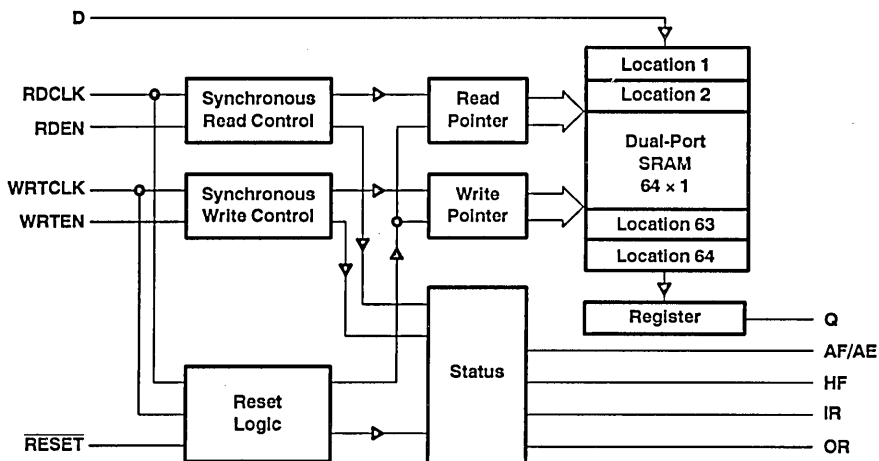 D
Location 1
Location 2
Dual-Port
SRAM
64 × 1
Location 63
Location 64
RDCLK
RDEN
Synchronous
Read Control
Read
Pointer
WRTCLK
WRTEN
Synchronous
Write Control
Write
Pointer
Register
Q
Status
AF/AE
HF
IR
OR
Reset
Logic
RESET